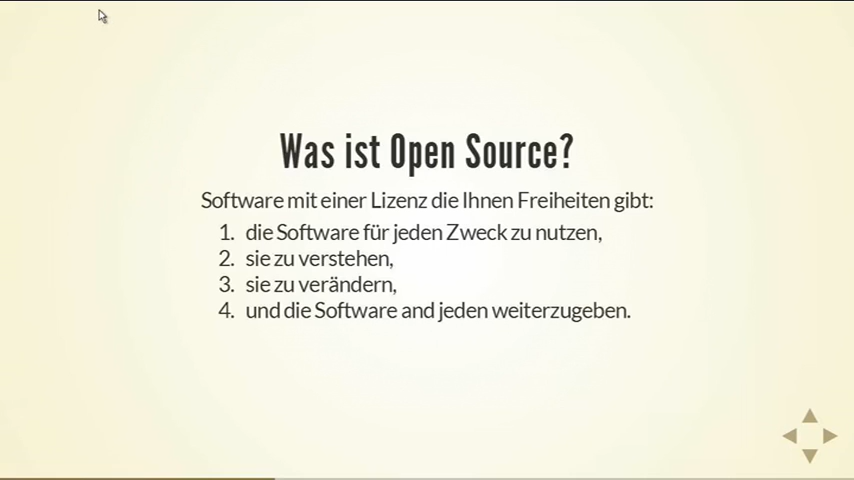 Was ist Open Source?
Software mit einer Lizenz die Ihnen Freiheiten gibt:
1. die Software für jeden Zweck zu nutzen,
2. sie zu verstehen,
3. sie zu verändern,
4. und die Software and jeden weiterzugeben.